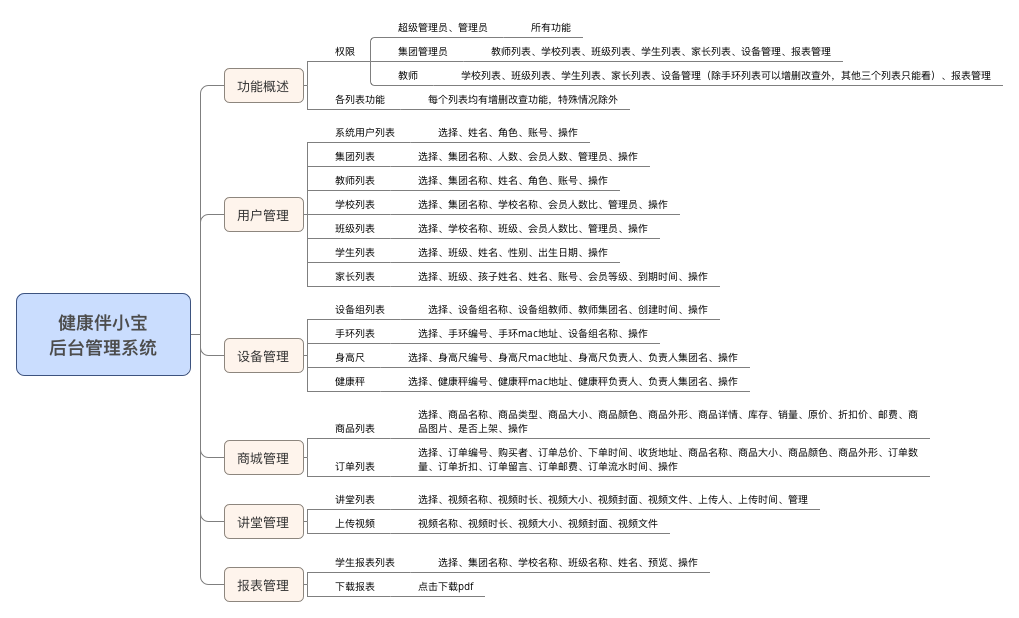 健康伴小宝
后台管理系统
功能概述
权限
超级管理员、管理员 所有功能
集团管理员 教师列表、学校列表、班级列表、学生列表、家长列表、设备管理、报表管理
教师 学校列表、班级列表、学生列表、家长列表、设备管理（除手环列表可以增删改查外，其他三个列表只能看）、报表管理
各列表功能 每个列表均有增删改查功能，特殊情况除外
用户管理
系统用户列表 选择、姓名、角色、账号、操作
集团列表 选择、集团名称、人数、会员人数、管理员、操作
教师列表 选择、集团名称、姓名、角色、账号、操作
学校列表 选择、集团名称、学校名称、会员人数比、管理员、操作
班级列表 选择、学校名称、班级、会员人数比、管理员、操作
学生列表 选择、班级、姓名、性别、出生日期、操作
家长列表 选择、班级、孩子姓名、姓名、账号、会员等级、到期时间、操作
设备管理
设备组列表 选择、设备组名称、设备组教师、教师集团名、创建时间、操作
手环列表 选择、手环编号、手环mac地址、设备组名称、操作
身高尺 选择、身高尺编号、身高尺mac地址、身高尺负责人、负责人集团名、操作
健康秤 选择、健康秤编号、健康秤mac地址、健康秤负责人、负责人集团名、操作
商城管理
商品列表
选择、商品名称、商品类型、商品大小、商品颜色、商品外形、商品详情、库存、销量、原价、折扣价、邮费、商
品图片、是否上架、操作
订单列表
选择、订单编号、购买者、订单总价、下单时间、收货地址、商品名称、商品大小、商品颜色、商品外形、订单数
量、订单折扣、订单留言、订单邮费、订单流水时间、操作
讲堂管理
讲堂列表 选择、视频名称、视频时长、视频大小、视频封面、视频文件、上传人、上传时间、管理
上传视频 视频名称、视频时长、视频大小、视频封面、视频文件
报表管理
学生报表列表 选择、集团名称、学校名称、班级名称、姓名、预览、操作
下载报表 点击下载pdf